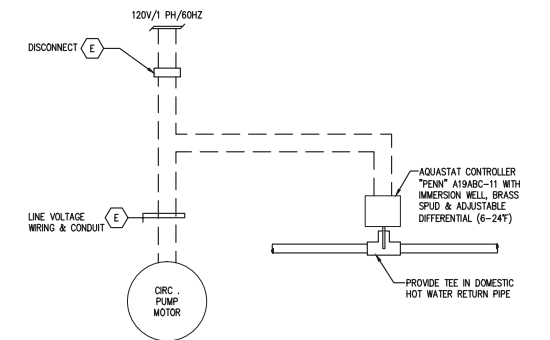 120V/1 PH/60HZ
DISCONNECT E
AQUASTAT CONTROLLER
"PENN" A19ABC-11 WITH
IMMERSION WELL, BRASS
SPUD & ADJUSTABLE
DIFFERENTIAL (6-24°F)
LINE VOLTAGE
WIRING & CONDUIT E
PROVIDE TEE IN DOMESTIC
HOT WATER RETURN PIPE
CIRC .
PUMP
MOTOR